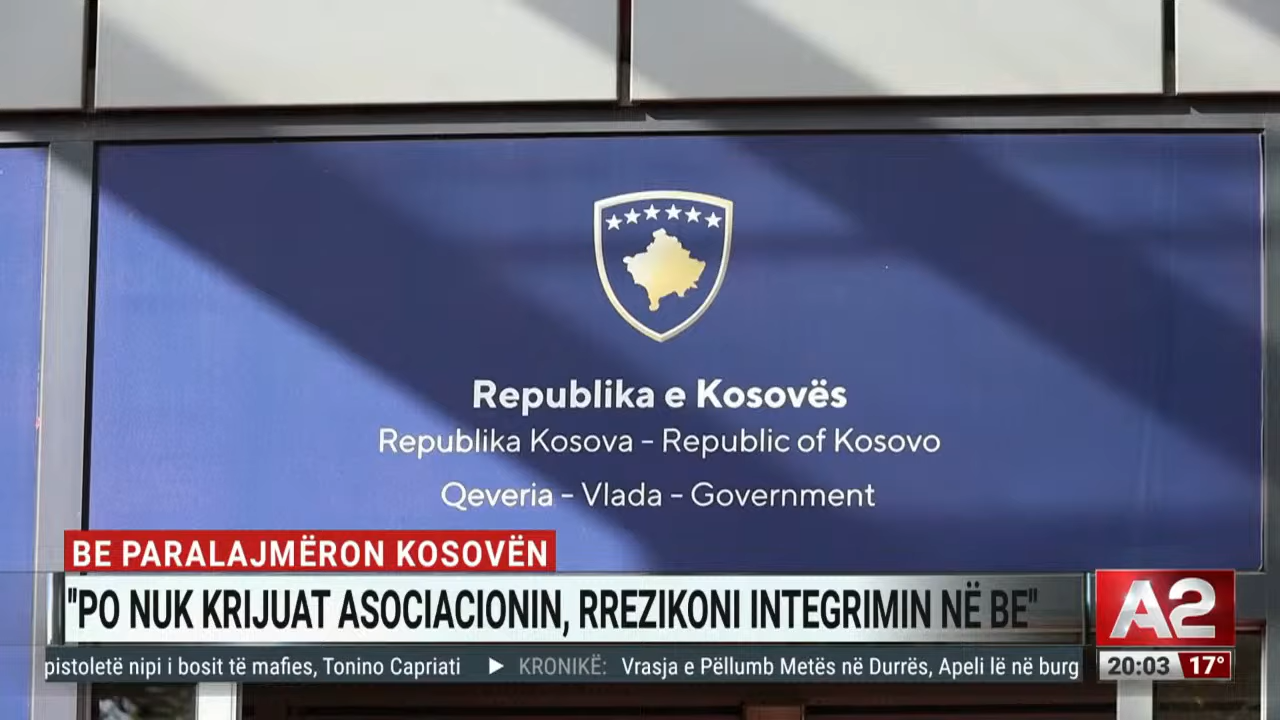 Republika e Kosovës
Republika Kosova - Republic of Kosovo
Qeveria - Vlada - Government
BE PARALAJMËRON KOSOVËN
"PO NUK KRIJUAT ASOCIACIONIN, RREZIKONI INTEGRIMIN NË BE"
A2
pistoletë nipi i bosit të mafies, Tonino Capriati ▶ KRONIKË: Vrasja e Pëllumb Metës në Durrës, Apeli lë në burg
20:03 17°